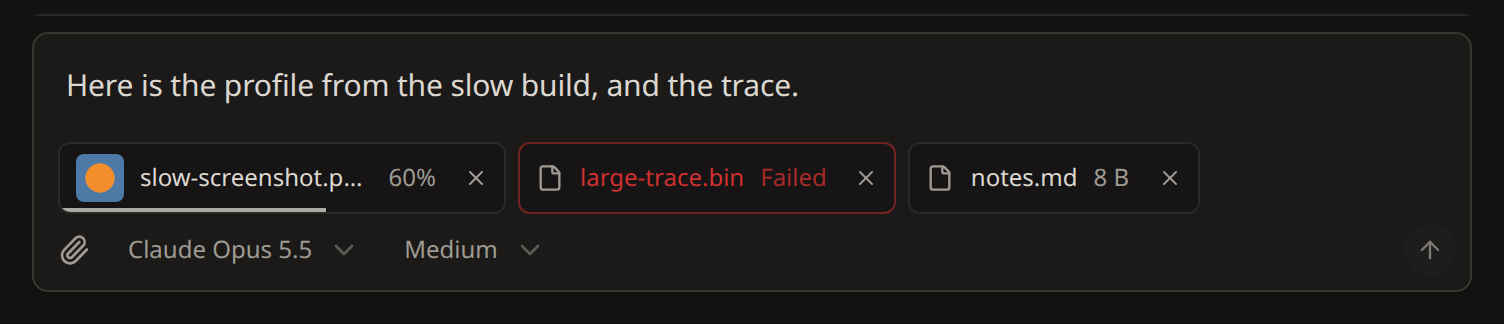 Here is the profile from the slow build, and the trace.
slow-screenshot.p... 60% large-trace.bin Failed notes.md 8 B
Claude Opus 5.5 Medium